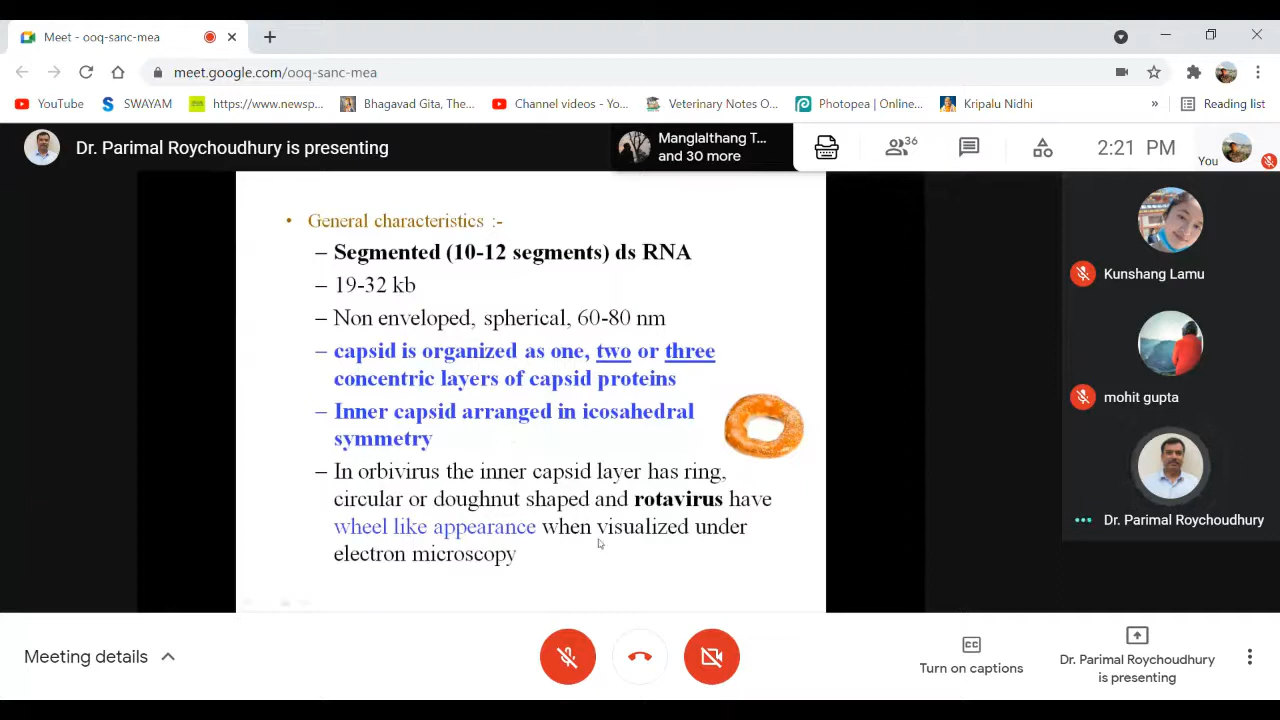 Meet - ooq-sanc-mea
meet.google.com/ooq-sanc-mea
YouTube
SWAYAM
https://www.newsp...
Bhagavad Gita, The...
Channel videos - Yo...
Veterinary Notes O...
Photopea | Online...
Kripalu Nidhi
»
Reading list
Dr. Parimal Roychoudhury is presenting
Manglalthang T...
and 30 more
36
2:21 PM
You
• General characteristics :-
– Segmented (10-12 segments) ds RNA
– 19-32 kb
– Non enveloped, spherical, 60-80 nm
– capsid is organized as one, two or three
concentric layers of capsid proteins
– Inner capsid arranged in icosahedral
symmetry
– In orbivirus the inner capsid layer has ring,
circular or doughnut shaped and rotavirus have
wheel like appearance when visualized under
electron microscopy
Kunshang Lamu
mohit gupta
Dr. Parimal Roychoudhury
Meeting details
CC
Turn on captions
Dr. Parimal Roychoudhury
is presenting